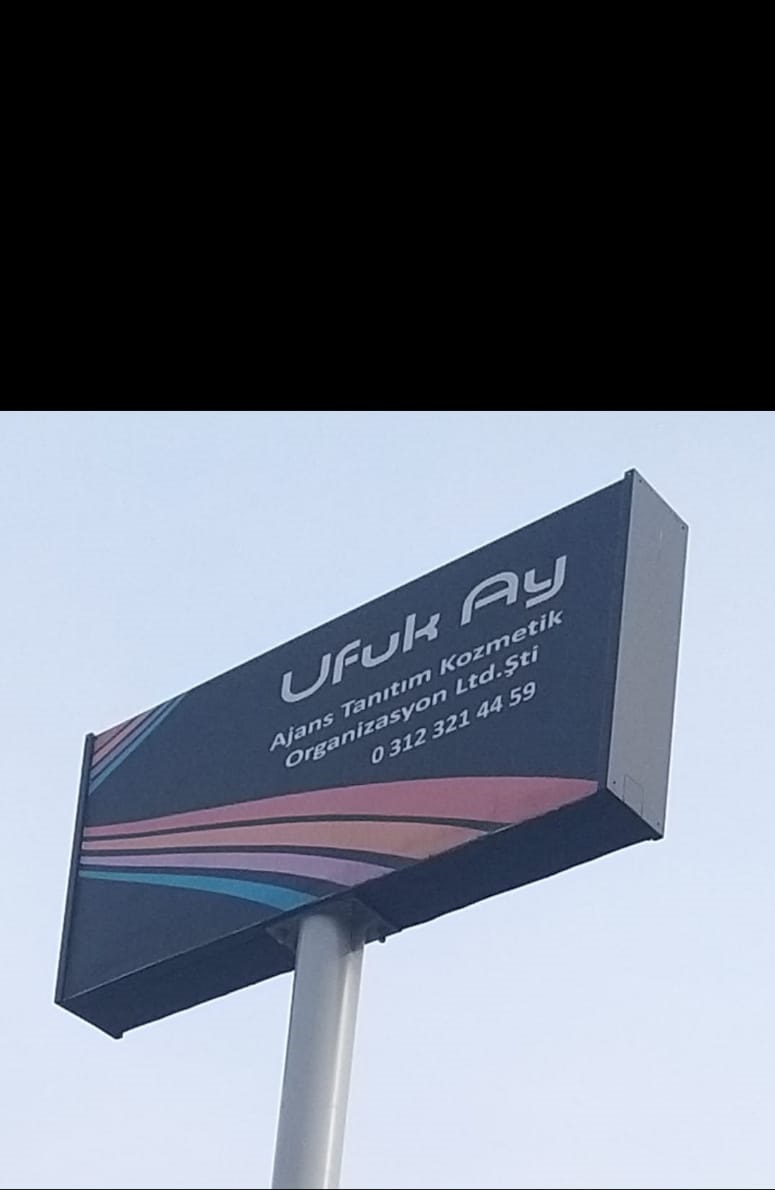 Ufuk Ay
Ajans Tanıtım Kozmetik
Organizasyon Ltd.Şti
0 312 321 44 59